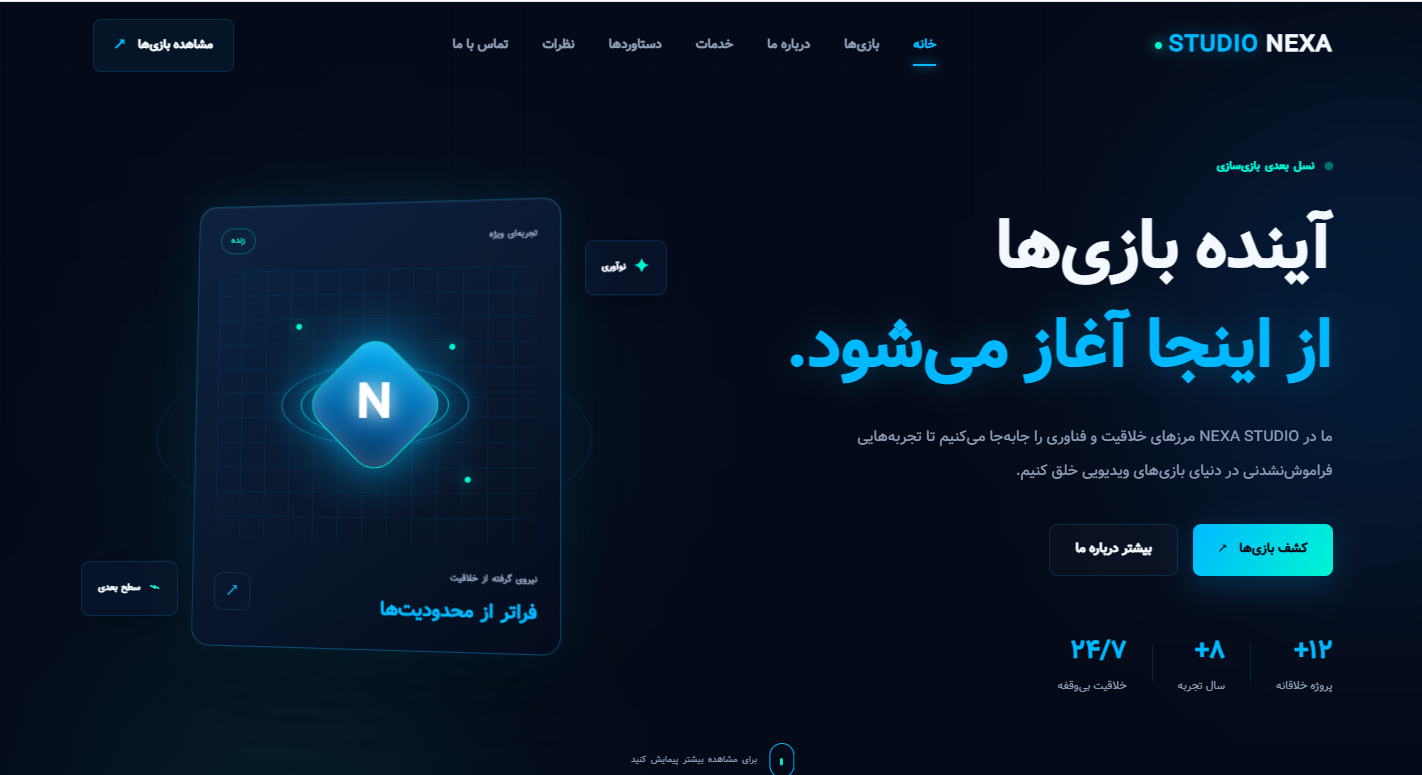 STUDIO NEXA
خانه
بازی‌ها
درباره ما
خدمات
دستاوردها
نظرات
تماس با ما
مشاهده بازی‌ها ↗
نسل بعدی بازی‌سازی
آینده بازی‌ها
از اینجا آغاز می‌شود.
ما در NEXA STUDIO مرزهای خلاقیت و فناوری را جابه‌جا می‌کنیم تا تجربه‌هایی
فراموش‌نشدنی در دنیای بازی‌های ویدیویی خلق کنیم.
کشف بازی‌ها ↗
بیشتر درباره ما
+۱۲
پروژه خلاقانه
+۸
سال تجربه
۲۴/۷
خلاقیت بی‌وقفه
نوآوری
تجربه‌ای ویژه
زنده
N
نیروی گرفته از خلاقیت
فراتر از محدودیت‌ها
↗
سطح بعدی
برای مشاهده بیشتر پیمایش کنید